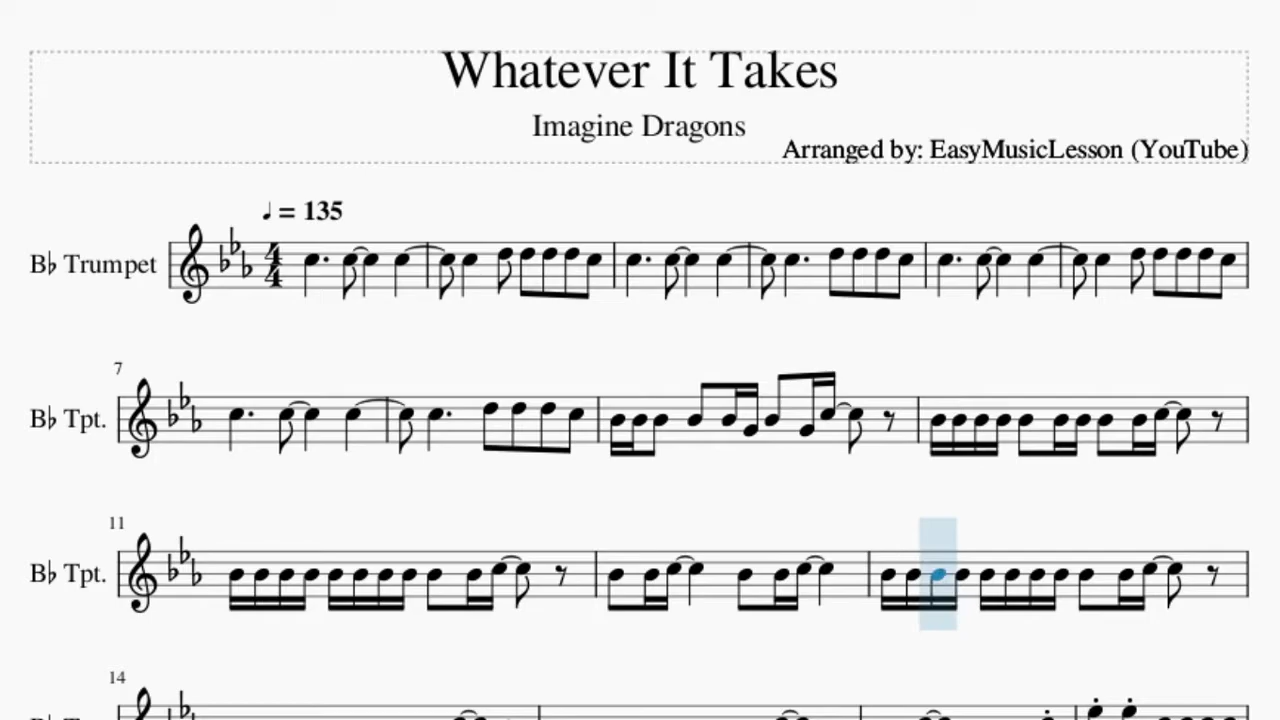 Whatever It Takes
Imagine Dragons
Arranged by: EasyMusicLesson (YouTube)
♩ = 135
B♭ Trumpet
4/4
7
B♭ Tpt.
11
B♭ Tpt.
14